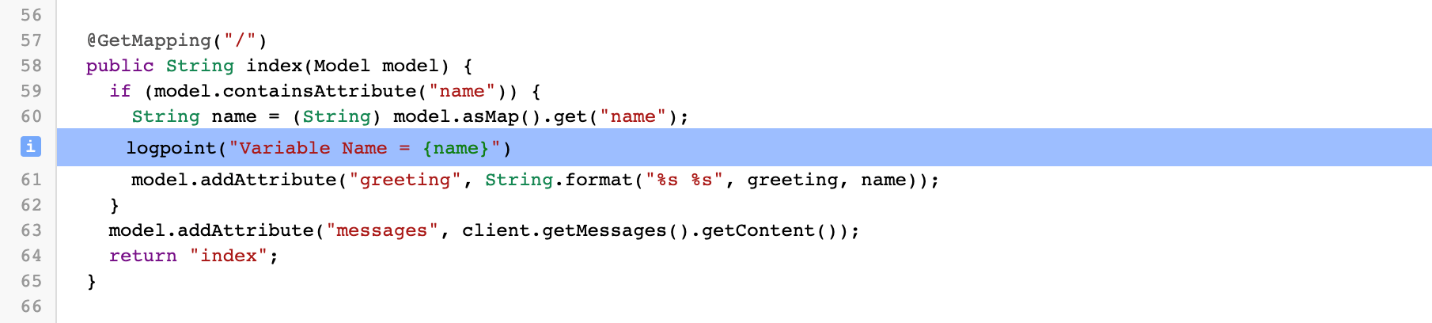 56
57 @GetMapping("/")
58 public String index(Model model) {
59 if (model.containsAttribute("name")) {
60 String name = (String) model.asMap().get("name");
i logpoint("Variable Name = {name}")
61 model.addAttribute("greeting", String.format("%s %s", greeting, name));
62 }
63 model.addAttribute("messages", client.getMessages().getContent());
64 return "index";
65 }
66